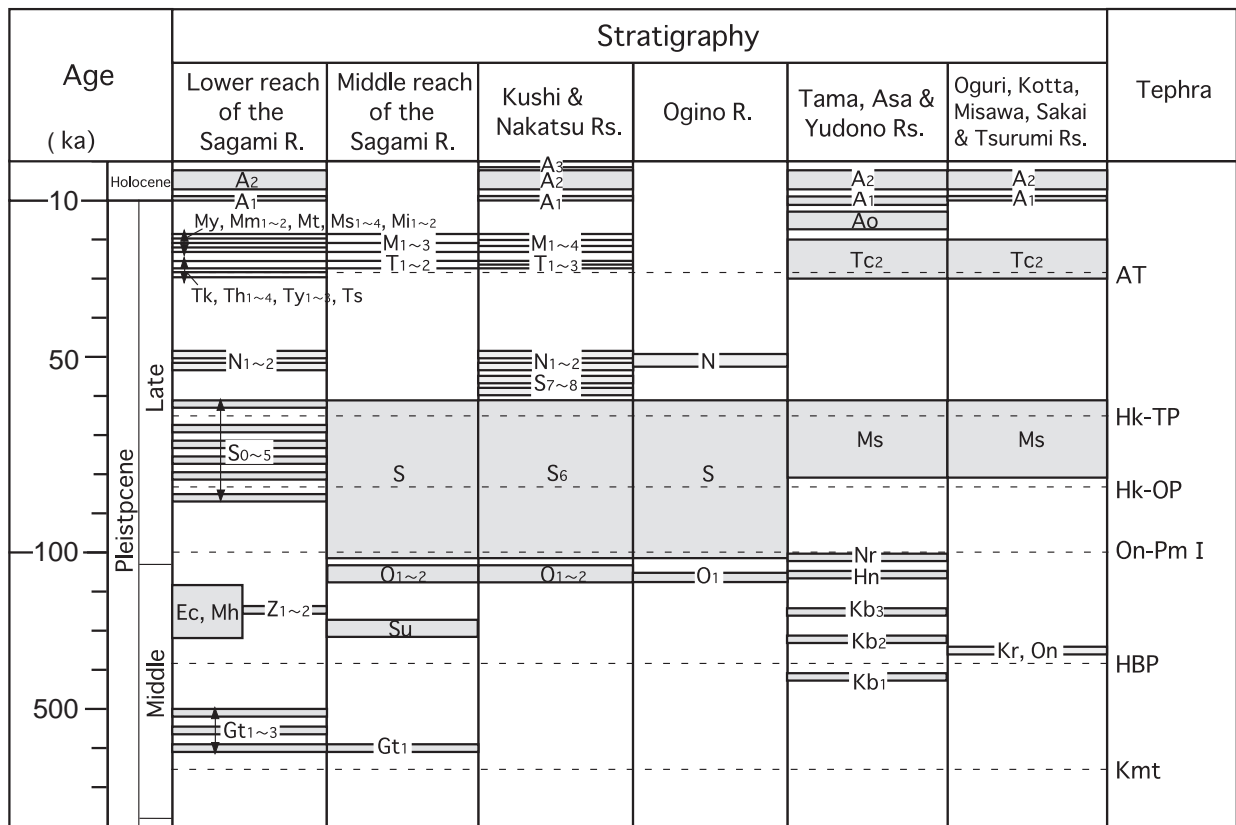 Stratigraphy
Age
(ka)
Lower reach
of the
Sagami R.
Middle reach
of the
Sagami R.
Kushi &
Nakatsu Rs.
Ogino R.
Tama, Asa &
Yudono Rs.
Oguri, Kotta,
Misawa, Sakai
& Tsurumi Rs.
Tephra
Holocene
A3
A2 A2 A2 A2
10 A1 A1 A1 A1
My, Mm1~2, Mt, Ms1~4, Mi1~2
Ao
M1~3 M1~4
T1~2 T1~3 Tc2 Tc2
AT
Tk, Th1~4, Ty1~3, Ts
50 N1~2 N1~2 N
S7~8
Late
Hk-TP
Ms Ms
S0~5 S S6 S
Hk-OP
Pleistpcene
100 Nr On-Pm I
O1~2 O1~2 O1 Hn
Ec, Mh Z1~2 Kb3
Su Kb2
Kr, On
HBP
Kb1
Middle
500
Gt1~3
Gt1
Kmt